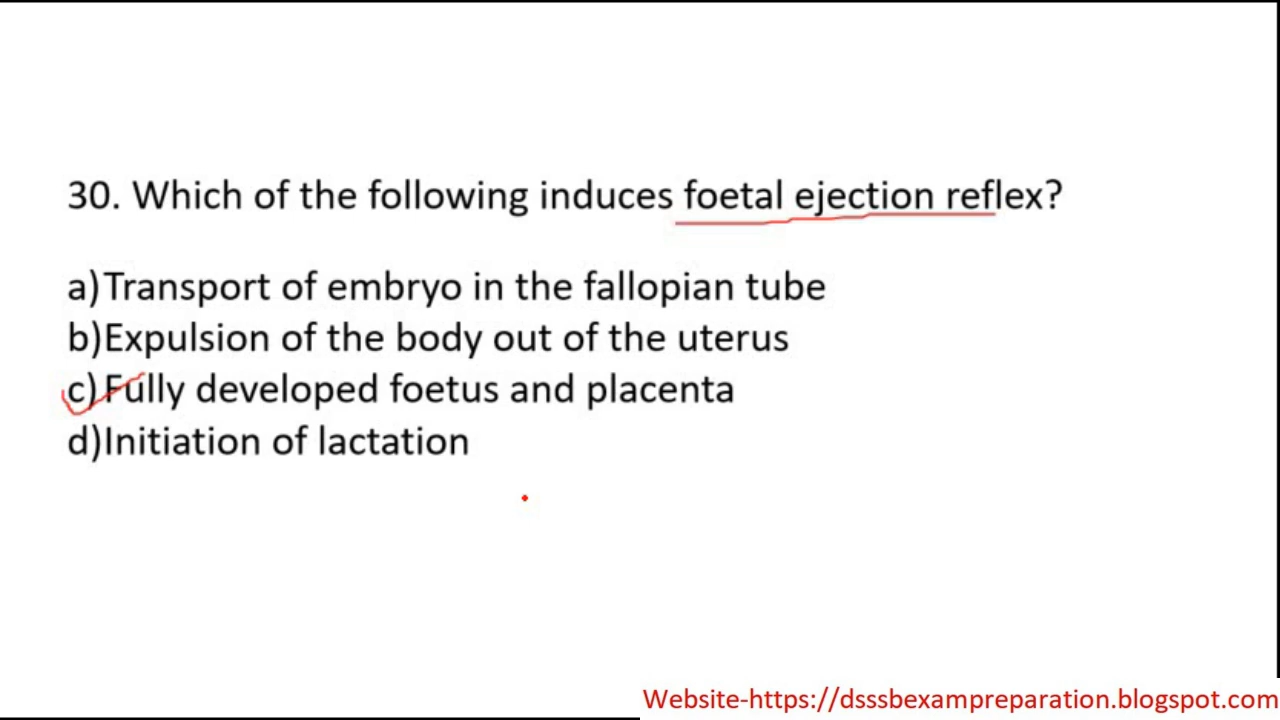 30. Which of the following induces foetal ejection reflex?
a)Transport of embryo in the fallopian tube
b)Expulsion of the body out of the uterus
c)Fully developed foetus and placenta
d)Initiation of lactation
Website-https://dsssbexampreparation.blogspot.com